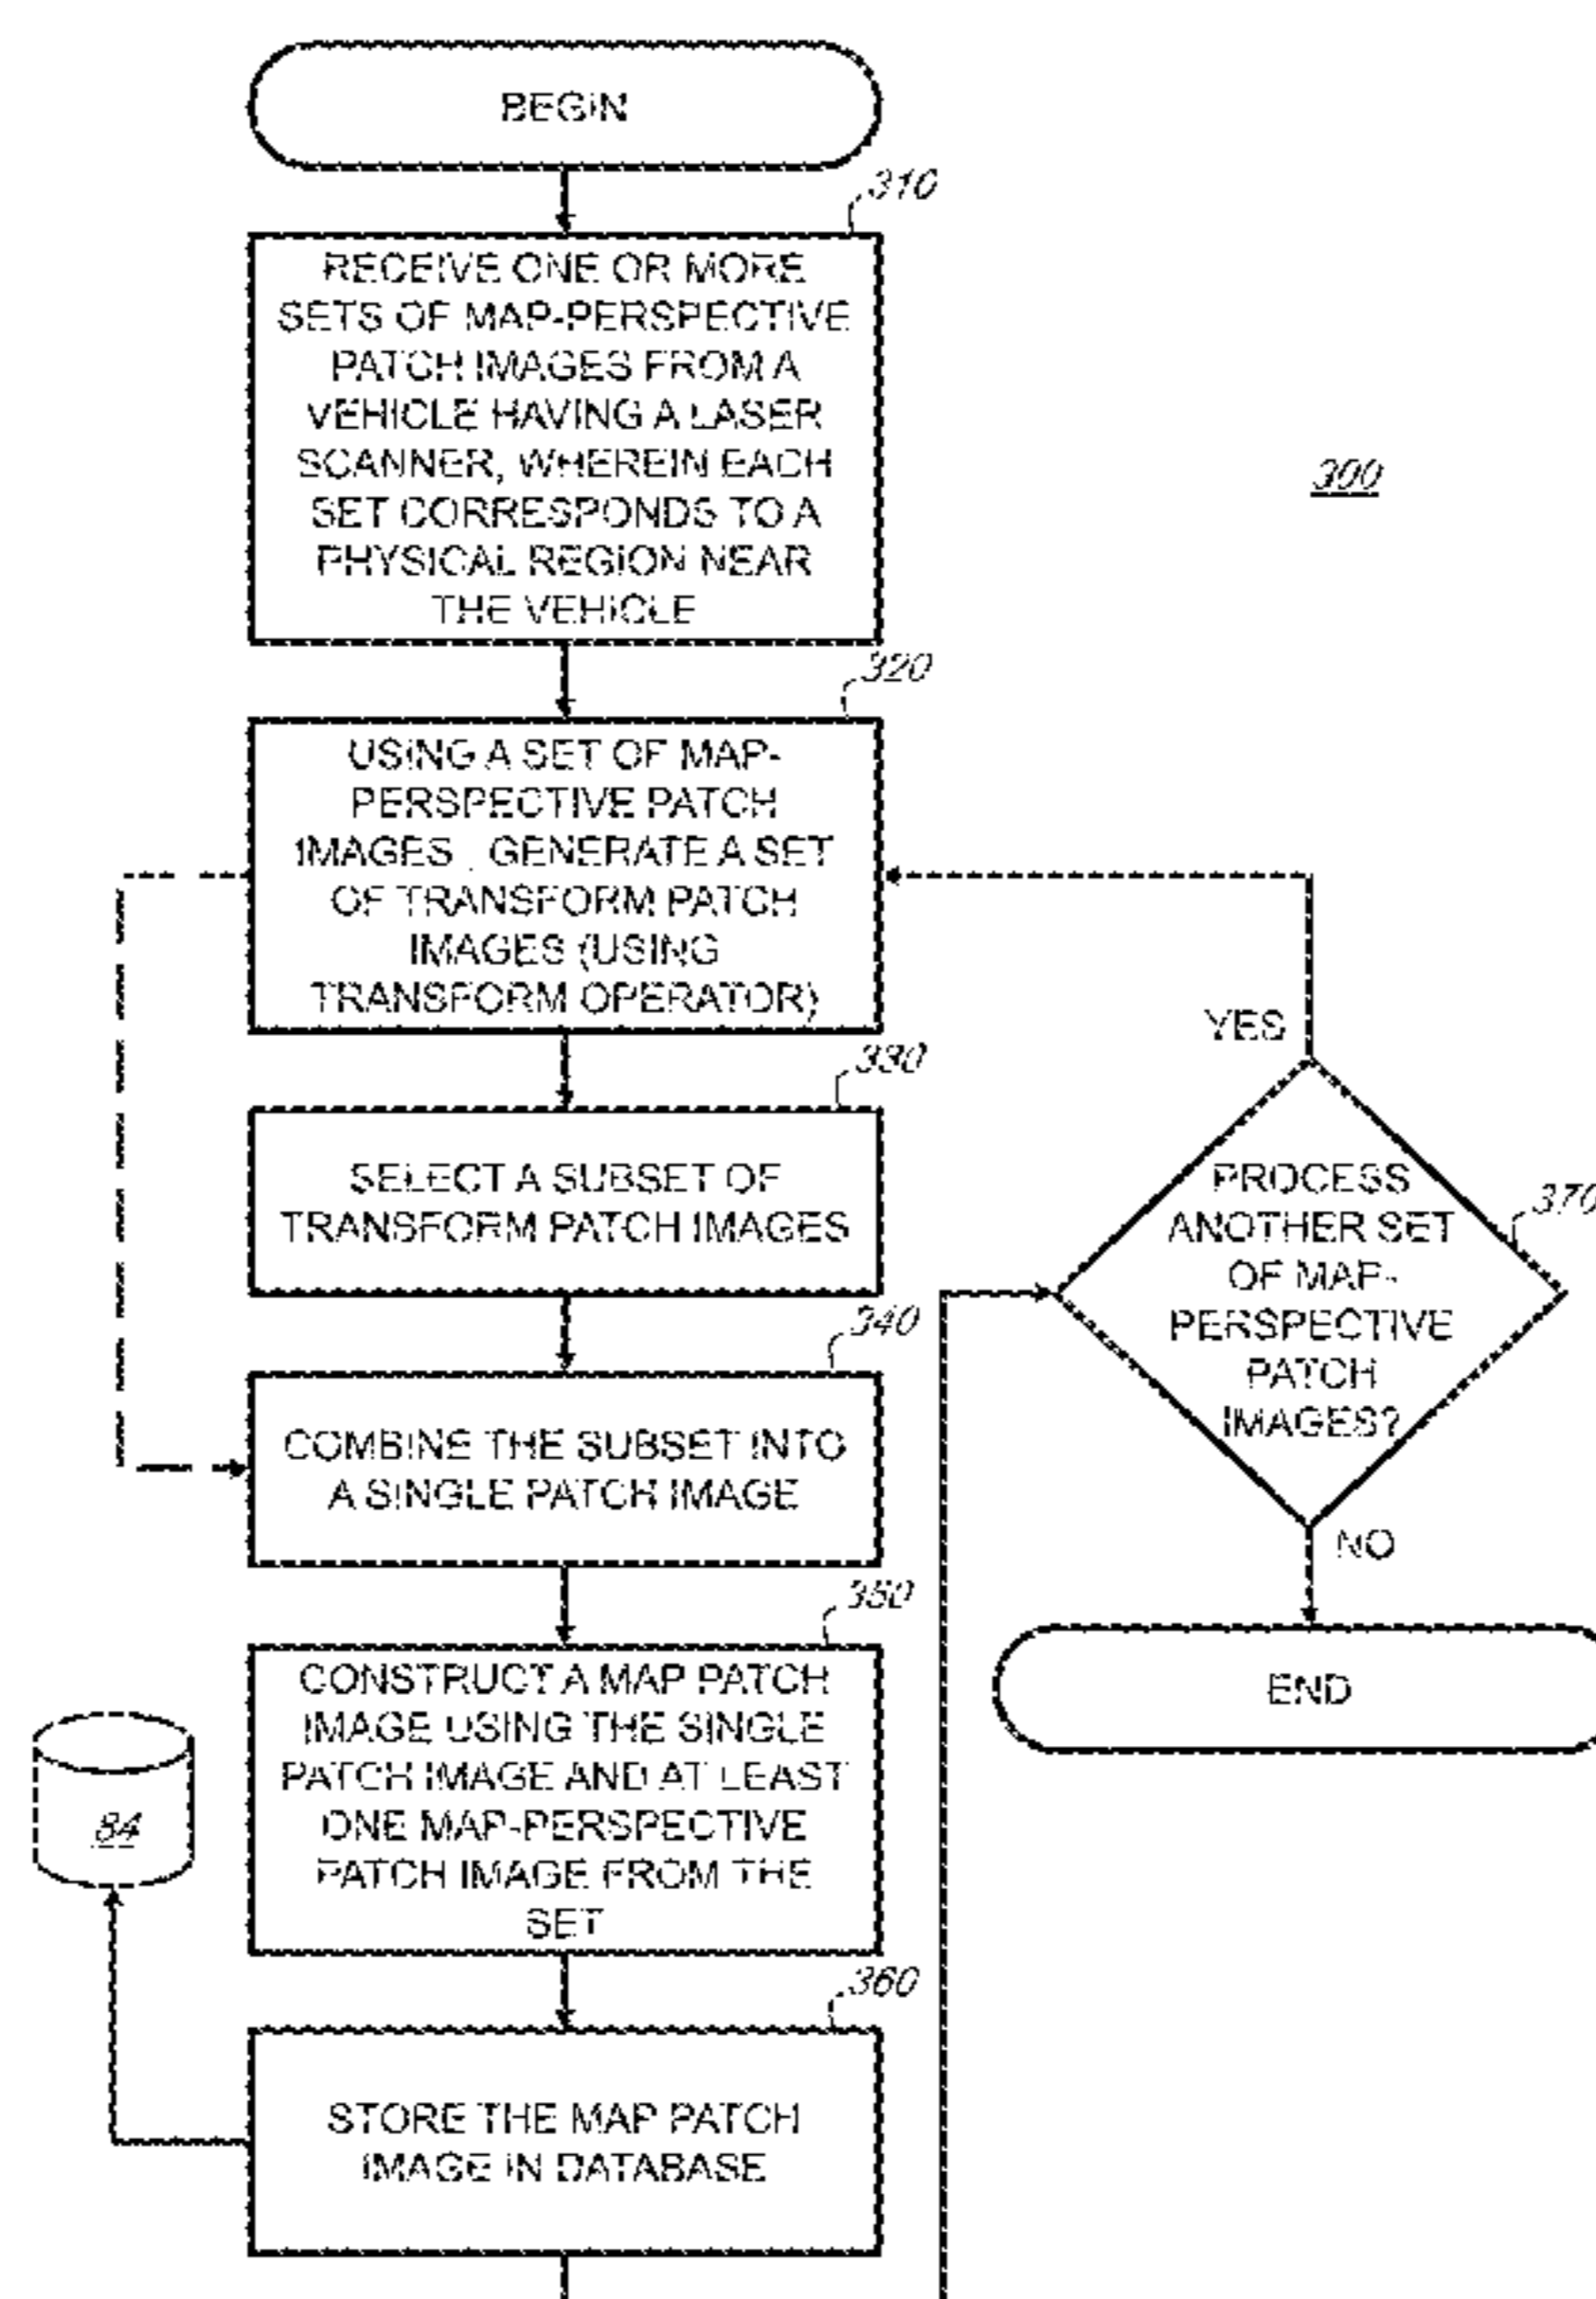 BEGIN
310
RECEIVE ONE OR MORE
SETS OF MAP-PERSPECTIVE
PATCH IMAGES FROM A
VEHICLE HAVING A LASER
SCANNER, WHEREIN EACH
SET CORRESPONDS TO A
PHYSICAL REGION NEAR
THE VEHICLE
300
320
USING A SET OF MAP-
PERSPECTIVE PATCH
IMAGES , GENERATE A SET
OF TRANSFORM PATCH
IMAGES (USING
TRANSFORM OPERATOR)
330
SELECT A SUBSET OF
TRANSFORM PATCH IMAGES
340
COMBINE THE SUBSET INTO
A SINGLE PATCH IMAGE
350
CONSTRUCT A MAP PATCH
IMAGE USING THE SINGLE
PATCH IMAGE AND AT LEAST
ONE MAP-PERSPECTIVE
PATCH IMAGE FROM THE
SET
84
360
STORE THE MAP PATCH
IMAGE IN DATABASE
YES
370
PROCESS
ANOTHER SET
OF MAP-
PERSPECTIVE
PATCH
IMAGES?
NO
END